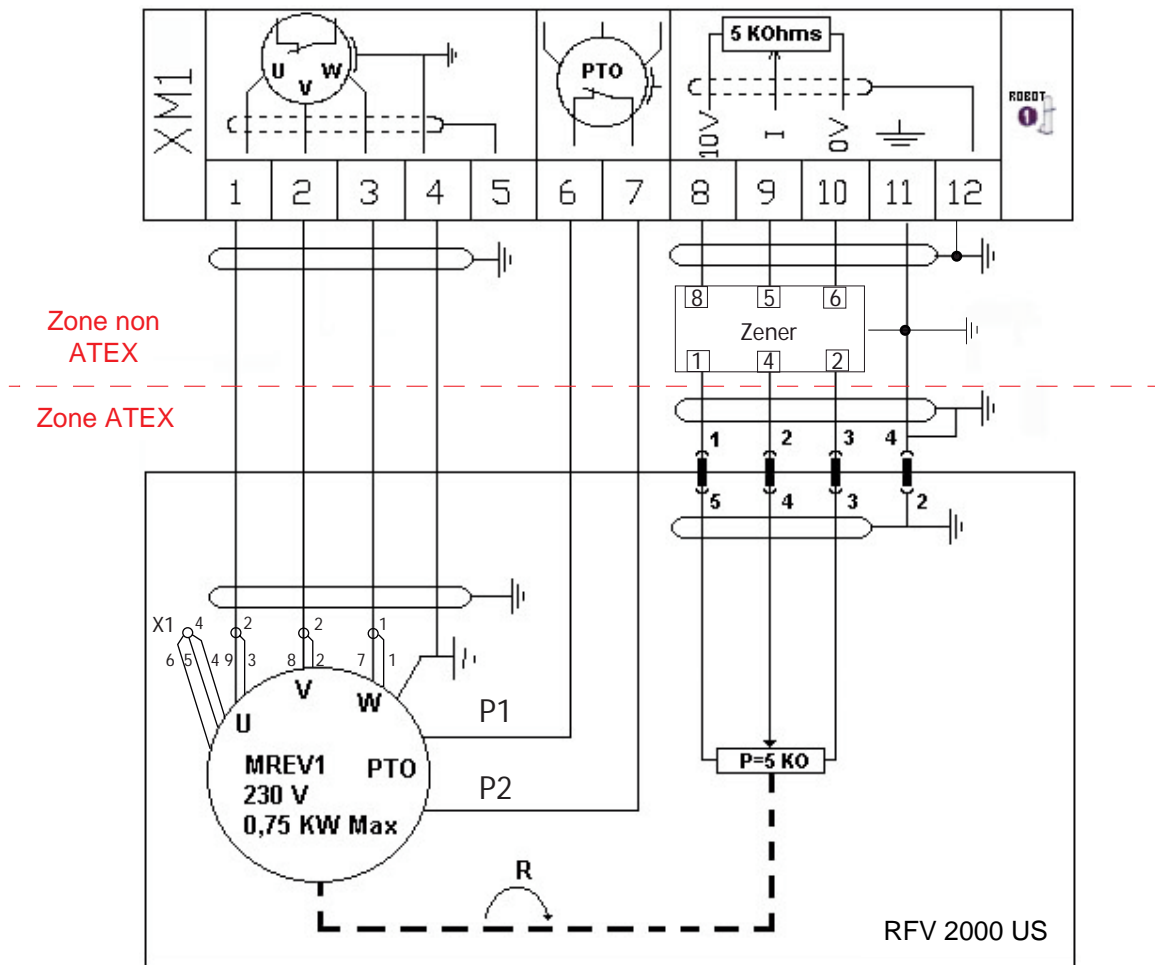 XM1
U V W
PTO
5 KOhms
10V I 0V
ROBOT
1
1 2 3 4 5 6 7 8 9 10 11 12
8 5 6
Zener
1 4 2
Zone non
ATEX
Zone ATEX
1 2 3 4
5 4 3 2
X1 4 2 2 1
6 5 4 9 3 8 2 7 1
U V W
P1
MREV1 PTO
230 V
0,75 KW Max
P2
P=5 KO
R
RFV 2000 US